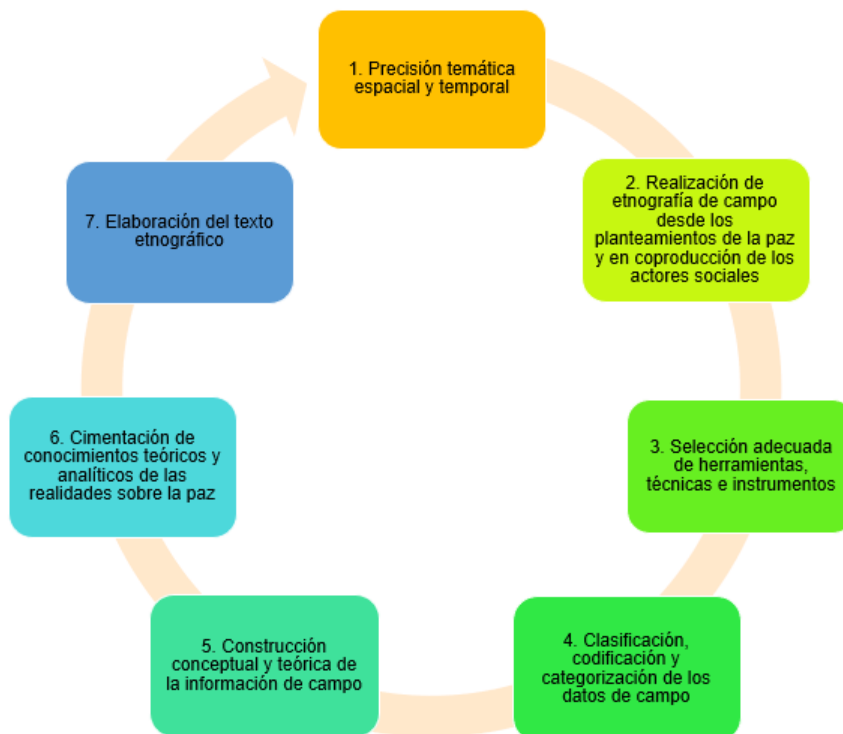 1. Precisión temática
espacial y temporal
2. Realización de
etnografía de campo
desde los
planteamientos de la paz
y en coproducción de los
actores sociales
3. Selección adecuada
de herramientas,
técnicas e instrumentos
4. Clasificación,
codificación y
categorización de los
datos de campo
5. Construcción
conceptual y teórica de
la información de campo
6. Cimentación de
conocimientos teóricos y
analíticos de las
realidades sobre la paz
7. Elaboración del texto
etnográfico